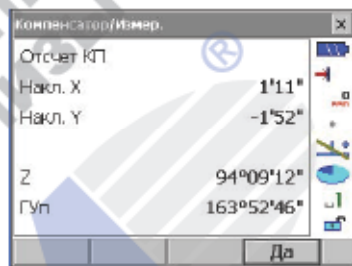 Компенсатор/Измер.
Отсчет КП
Накл. X 1'11"
Накл. Y -1'52"
Z 94°09'12"
ГУп 163°52'46"
Да